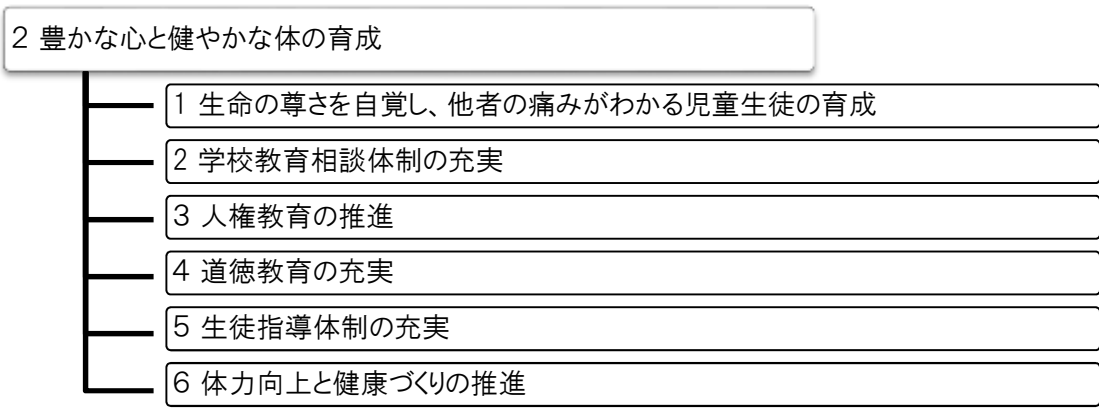 2 豊かな心と健やかな体の育成
1 生命の尊さを自覚し、他者の痛みがわかる児童生徒の育成
2 学校教育相談体制の充実
3 人権教育の推進
4 道徳教育の充実
5 生徒指導体制の充実
6 体力向上と健康づくりの推進